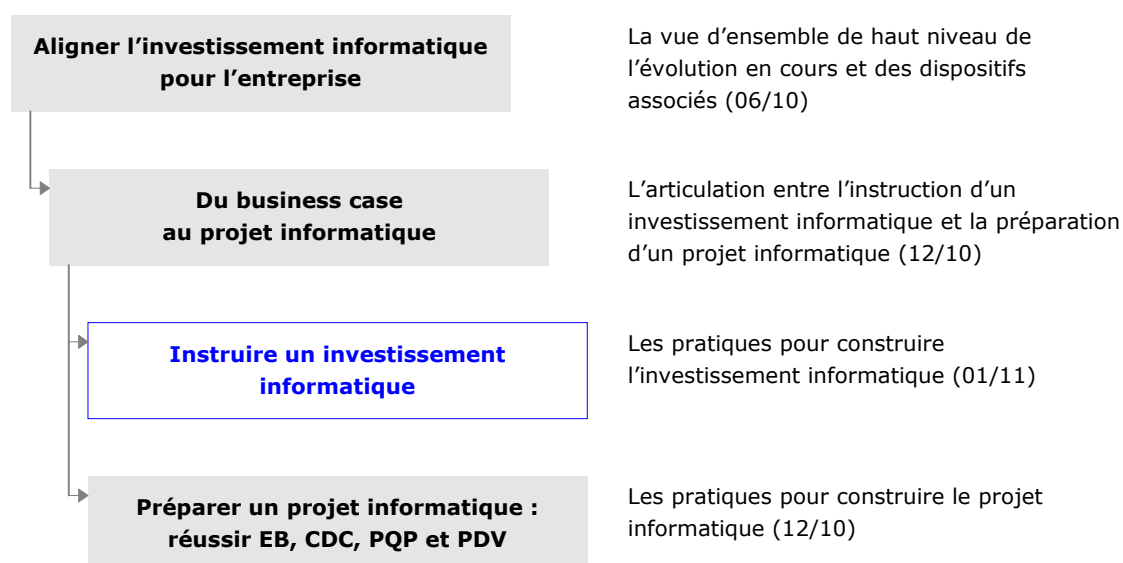 Aligner l’investissement informatique
pour l’entreprise
La vue d’ensemble de haut niveau de
l’évolution en cours et des dispositifs
associés (06/10)
Du business case
au projet informatique
L’articulation entre l’instruction d’un
investissement informatique et la préparation
d’un projet informatique (12/10)
Instruire un investissement
informatique
Les pratiques pour construire
l’investissement informatique (01/11)
Préparer un projet informatique :
réussir EB, CDC, PQP et PDV
Les pratiques pour construire le projet
informatique (12/10)